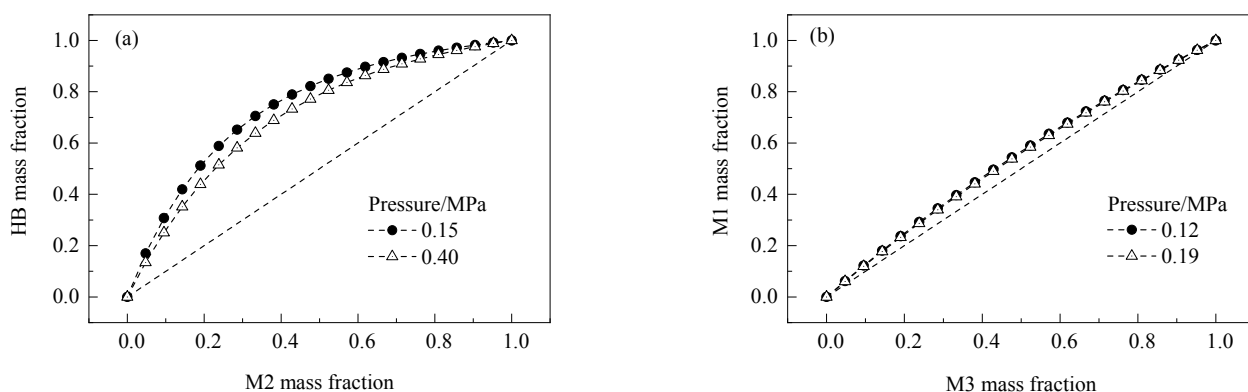 (a)
HB mass fraction
1.0
0.8
0.6
0.4
0.2
0.0
Pressure/MPa
0.15
0.40
0.0 0.2 0.4 0.6 0.8 1.0
M2 mass fraction
(b)
M1 mass fraction
1.0
0.8
0.6
0.4
0.2
0.0
Pressure/MPa
0.12
0.19
0.0 0.2 0.4 0.6 0.8 1.0
M3 mass fraction